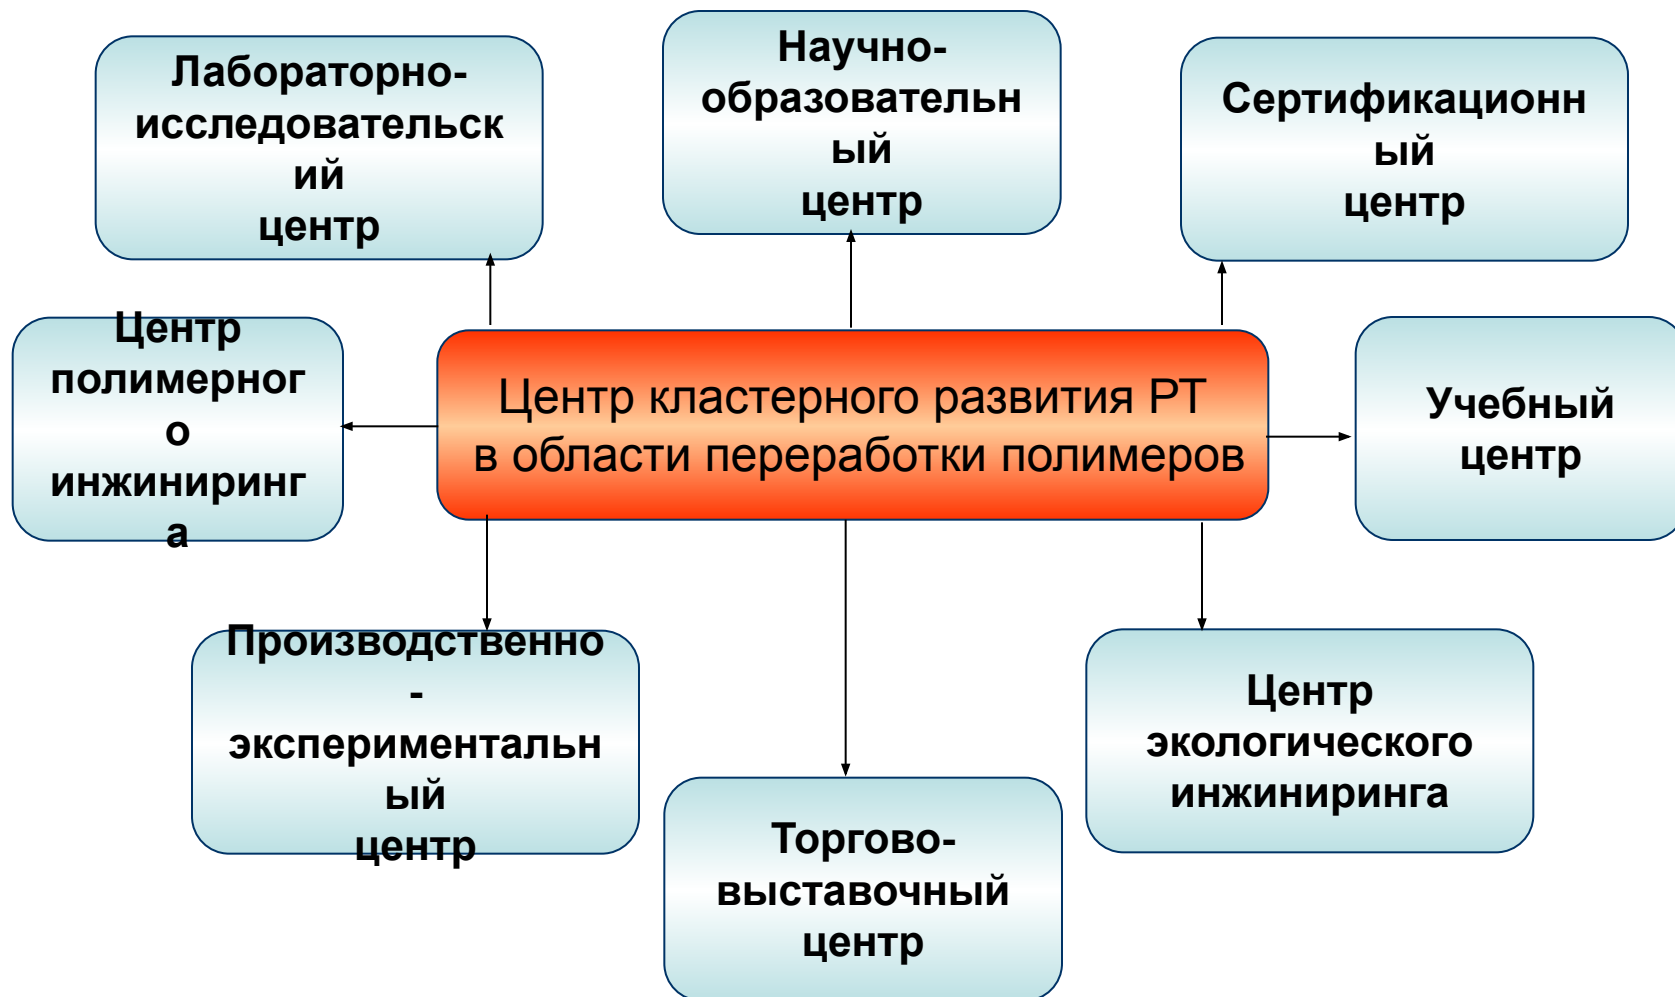 Лабораторно-
исследовательск
ий
центр
Научно-
образовательн
ый
центр
Сертификационн
ый
центр
Центр
полимерног
о
инжиниринг
а
Центр кластерного развития РТ
в области переработки полимеров
Учебный
центр
Производственно
-
экспериментальн
ый
центр
Торгово-
выставочный
центр
Центр
экологического
инжиниринга